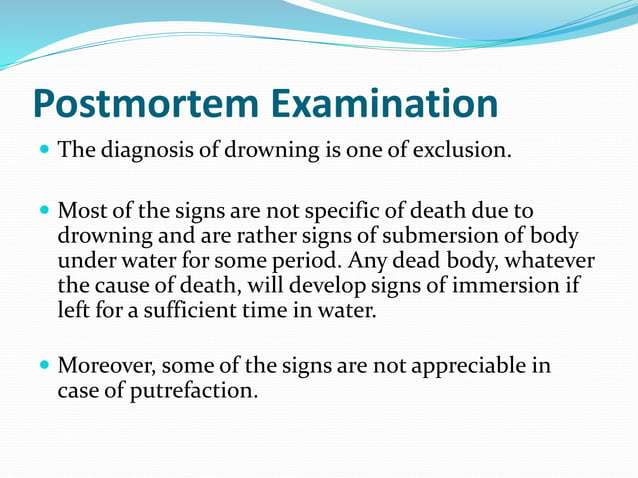 Postmortem Examination
• The diagnosis of drowning is one of exclusion.
• Most of the signs are not specific of death due to
drowning and are rather signs of submersion of body
under water for some period. Any dead body, whatever
the cause of death, will develop signs of immersion if
left for a sufficient time in water.
• Moreover, some of the signs are not appreciable in
case of putrefaction.